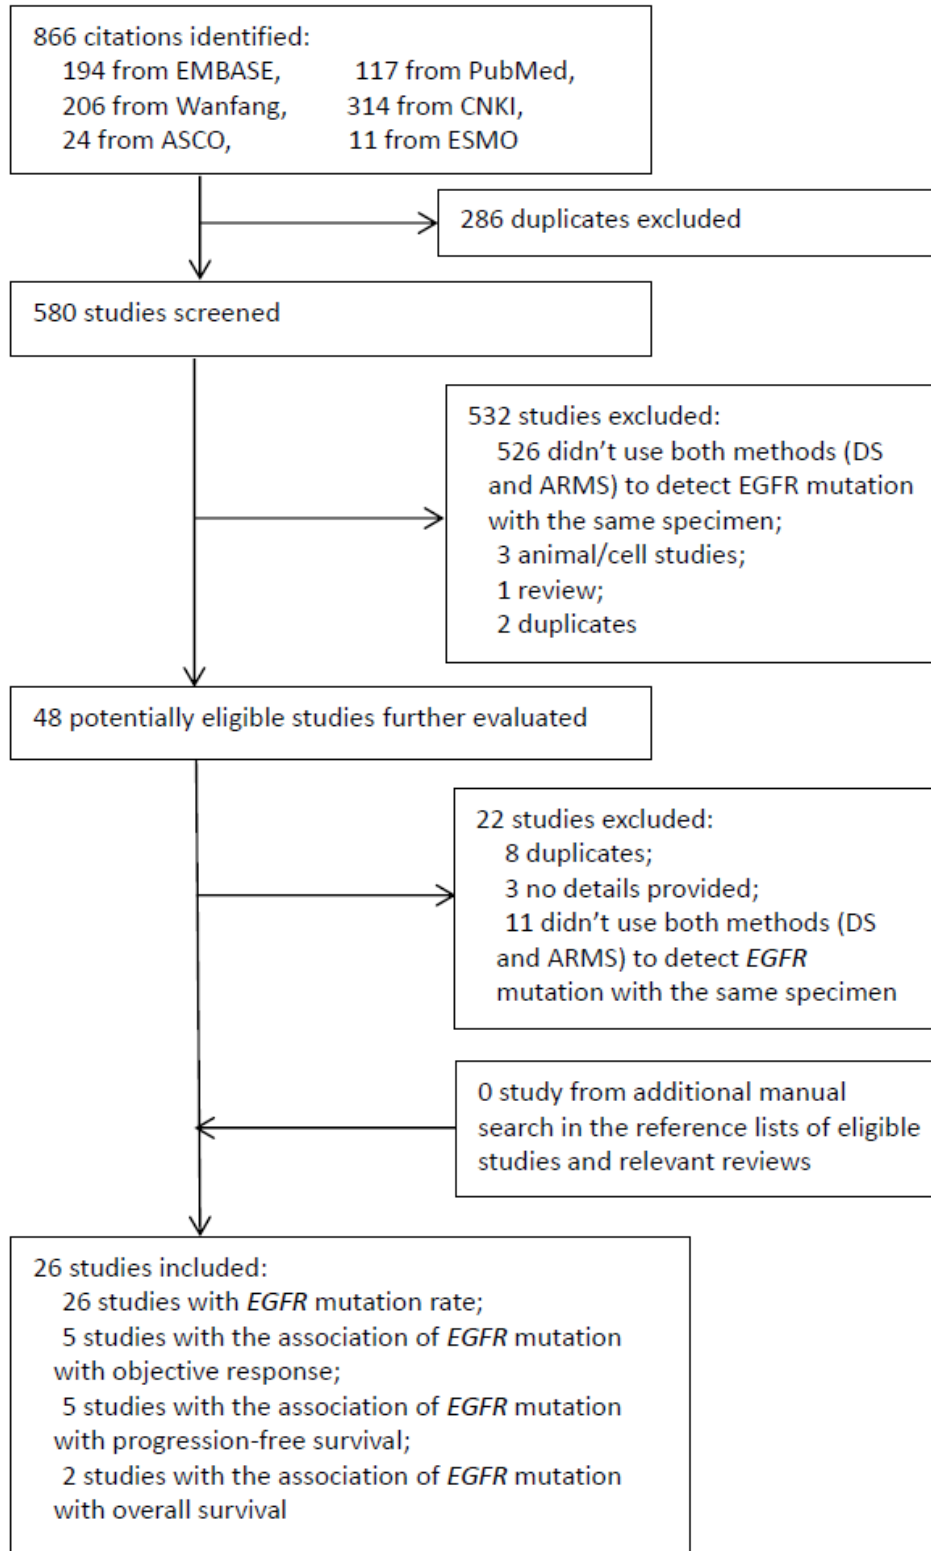 866 citations identified:
194 from EMBASE, 117 from PubMed,
206 from Wanfang, 314 from CNKI,
24 from ASCO, 11 from ESMO
286 duplicates excluded
580 studies screened
532 studies excluded:
526 didn’t use both methods (DS
and ARMS) to detect EGFR mutation
with the same specimen;
3 animal/cell studies;
1 review;
2 duplicates
48 potentially eligible studies further evaluated
22 studies excluded:
8 duplicates;
3 no details provided;
11 didn’t use both methods (DS
and ARMS) to detect EGFR
mutation with the same specimen
0 study from additional manual
search in the reference lists of eligible
studies and relevant reviews
26 studies included:
26 studies with EGFR mutation rate;
5 studies with the association of EGFR mutation
with objective response;
5 studies with the association of EGFR mutation
with progression-free survival;
2 studies with the association of EGFR mutation
with overall survival